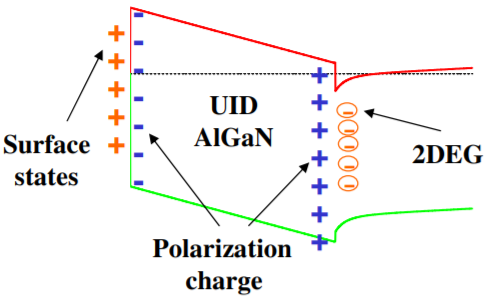 UID
AlGaN
Surface
states
2DEG
Polarization
charge